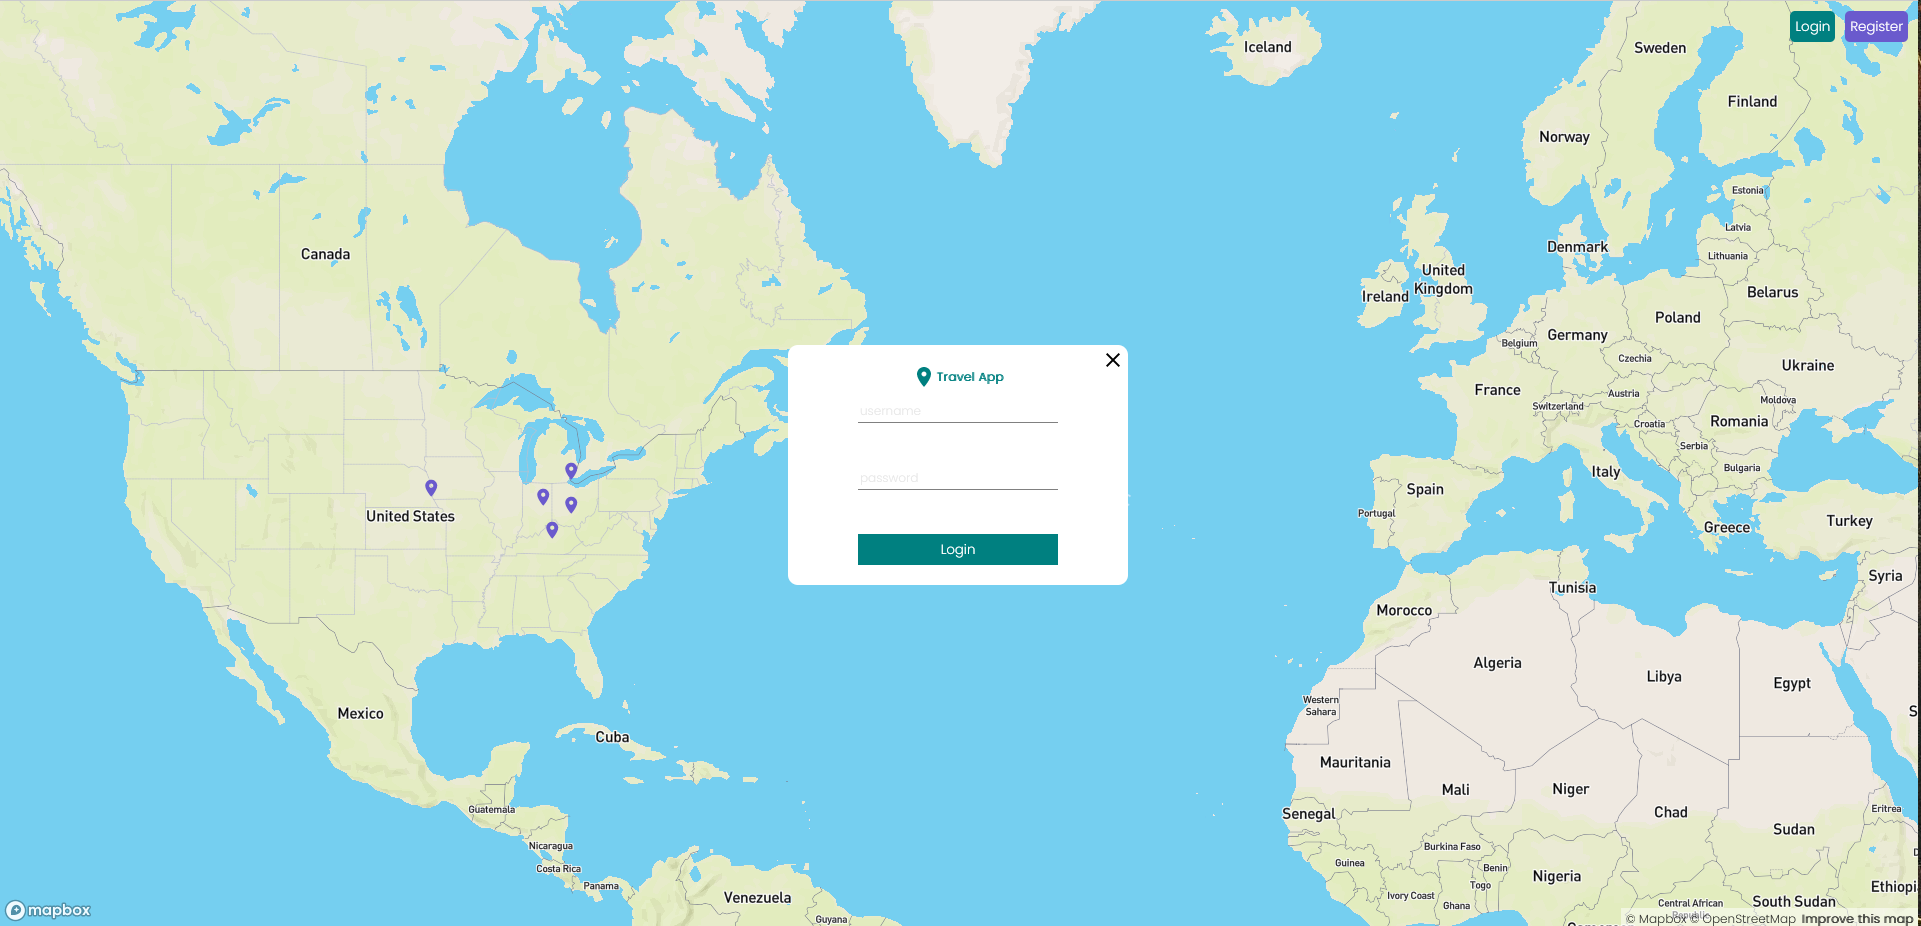 Login Register
Iceland
Sweden
Finland
Norway
Estonia
Latvia
Denmark
Lithuania
Canada
United
Kingdom
Ireland
Belarus
Poland
Germany
Belgium
Czechia
Ukraine
Travel App
France
Austria
Moldova
Switzerland
username
Romania
Croatia
Serbia
Bulgaria
Italy
password
Spain
United States
Portugal
Greece
Turkey
Login
Syria
Tunisia
Morocco
Algeria
Libya
Egypt
Western
Sahara
Mexico
S
Cuba
Mauritania
Mali
Niger
Guatemala
Senegal
Chad
Eritrea
Sudan
Nicaragua
Burkina Faso
D
Guinea
Costa Rica
Benin
Nigeria
Panama
Togo
Ethiopi
Venezuela
Ivory Coast
Ghana
Central African
Republic
South Sudan
mapbox
Guyana
© Mapbox © OpenStreetMap Improve this map